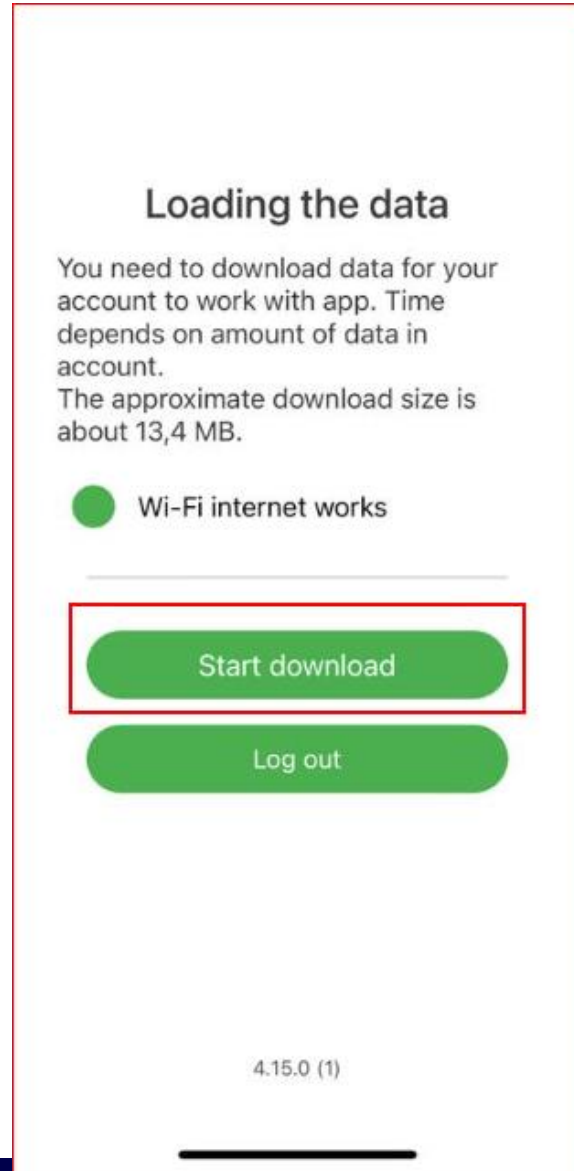 Loading the data
You need to download data for your
account to work with app. Time
depends on amount of data in
account.
The approximate download size is
about 13,4 MB.
Wi-Fi internet works
Start download
Log out
4.15.0 (1)